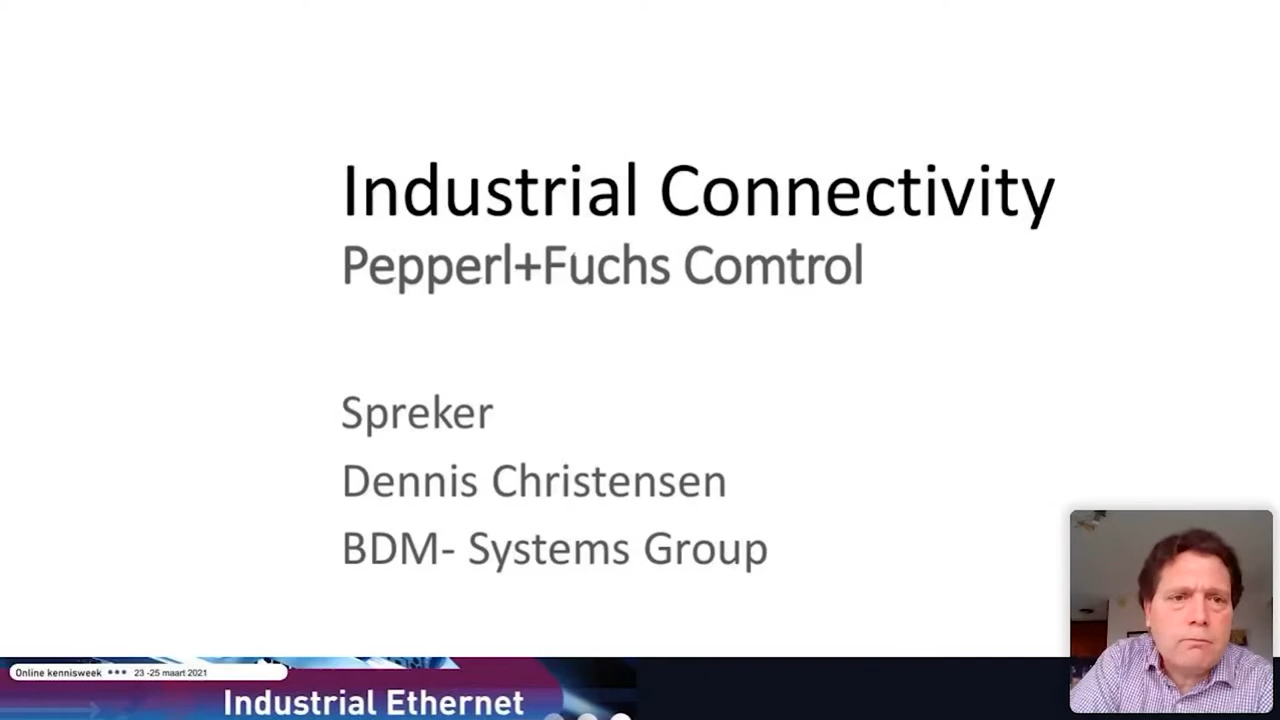 Industrial Connectivity
Pepperl+Fuchs Comtrol
Spreker
Dennis Christensen
BDM- Systems Group
Online kennisweek ••• 23 -25 maart 2021
Industrial Ethernet